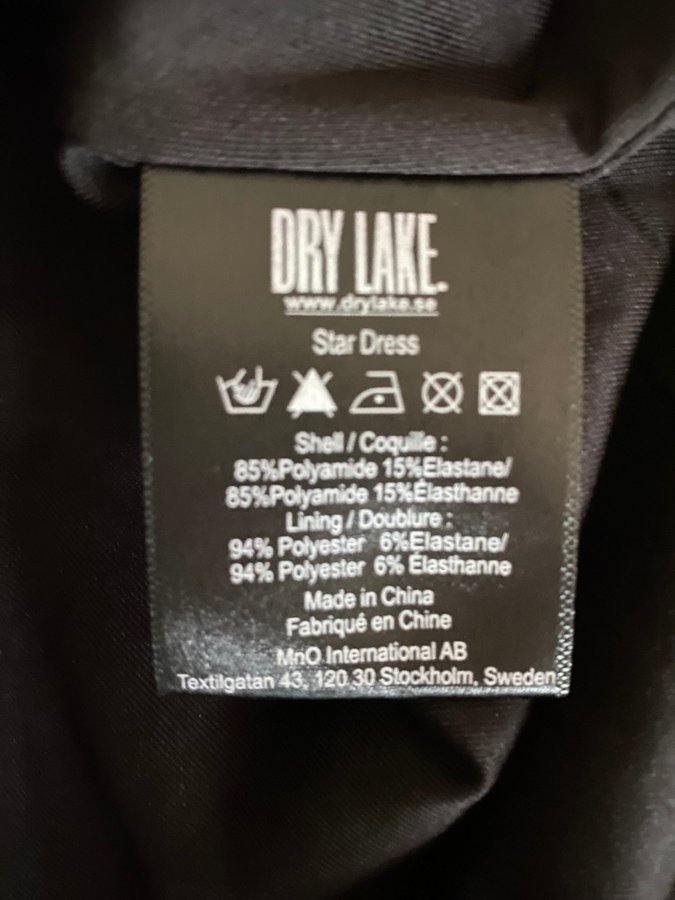 DRY LAKE.
www.drylake.se
Star Dress
Shell / Coquille :
85%Polyamide 15%Elastane/
85%Polyamide 15%Élasthanne
Lining / Doublure :
94% Polyester 6%Elastane/
94% Polyester 6% Élasthanne
Made in China
Fabriqué en Chine
MnO International AB
Textilgatan 43, 120 30 Stockholm, Sweden